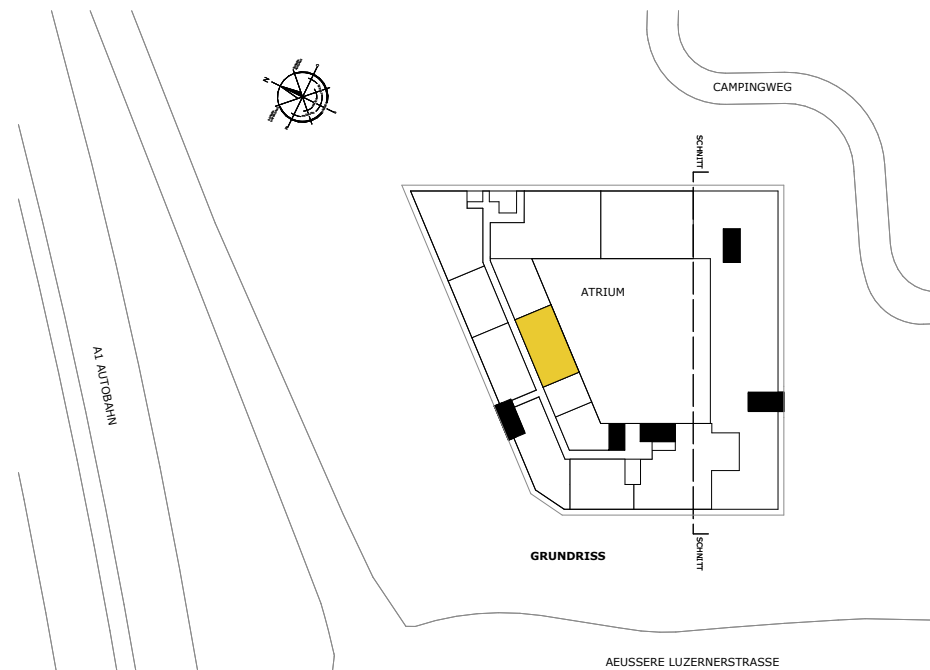 CAMPINGWEG
N
SCHNITT
ATRIUM
A1 AUTOBAHN
GRUNDRISS
SCHNITT
AEUSSERE LUZERNERSTRASSE